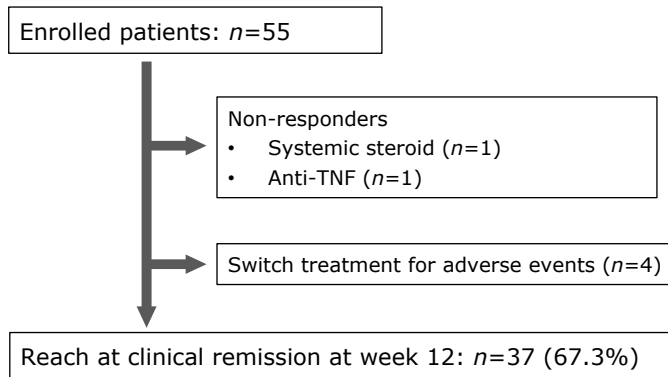 Enrolled patients: n=55
Non-responders
• Systemic steroid (n=1)
• Anti-TNF (n=1)
Switch treatment for adverse events (n=4)
Reach at clinical remission at week 12: n=37 (67.3%)